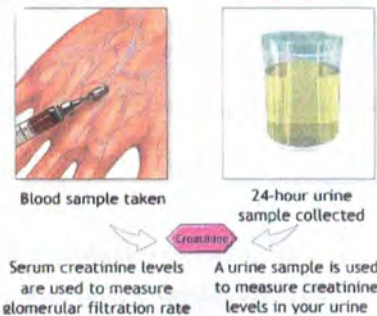 Blood sample taken
24-hour urine
sample collected
Creatinine
Serum creatinine levels
are used to measure
glomerular filtration rate
A urine sample is used
to measure creatinine
levels in your urine